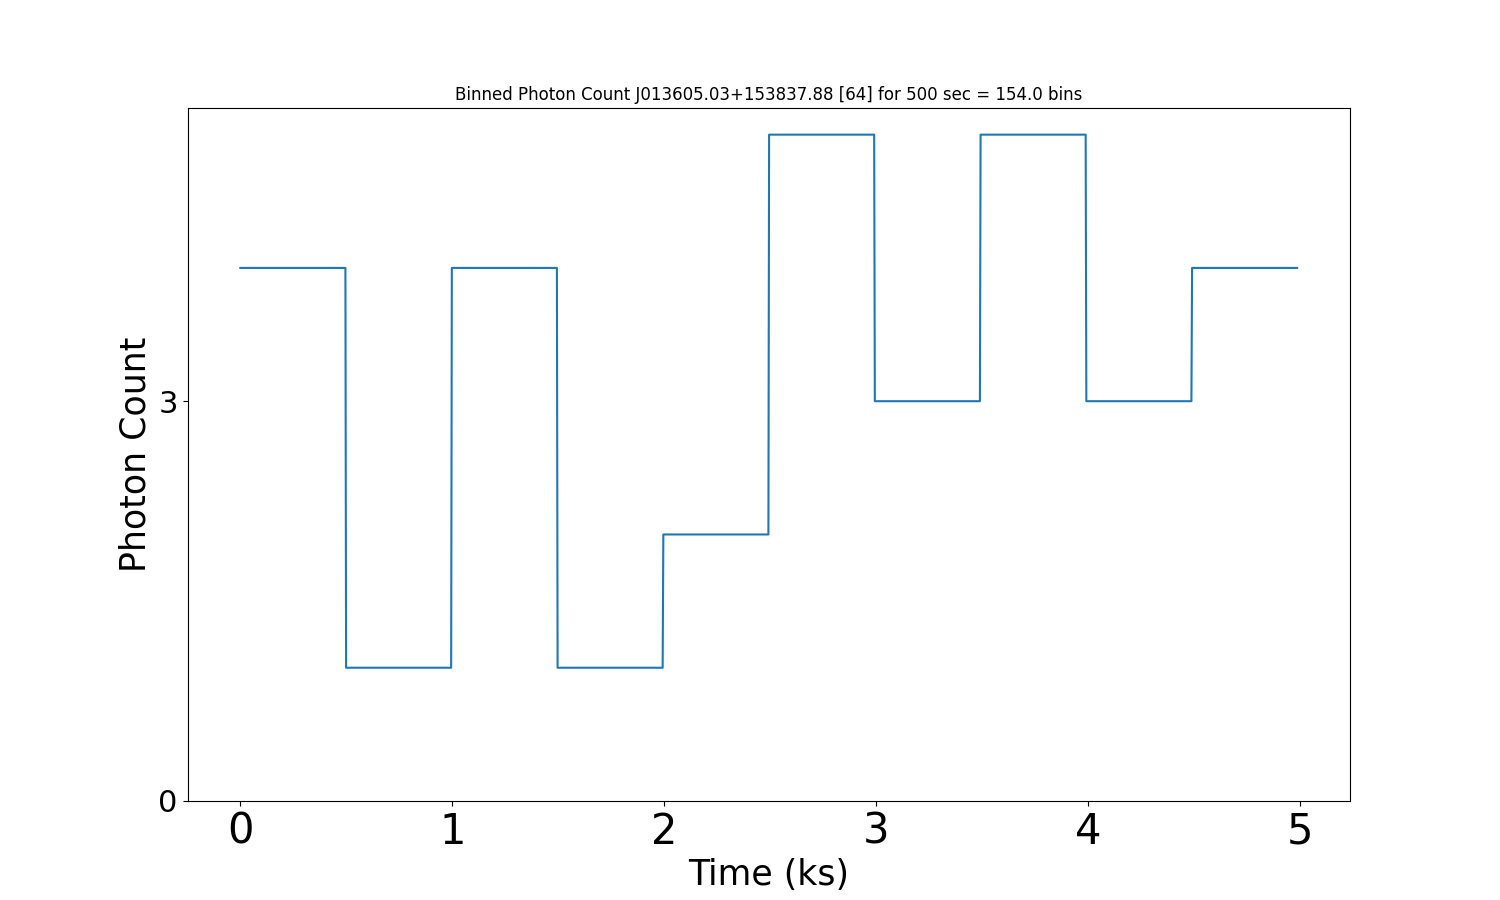 Binned Photon Count J013605.03+153837.88 [64] for 500 sec = 154.0 bins
Photon Count
3
0
0 1 2 3 4 5
Time (ks)